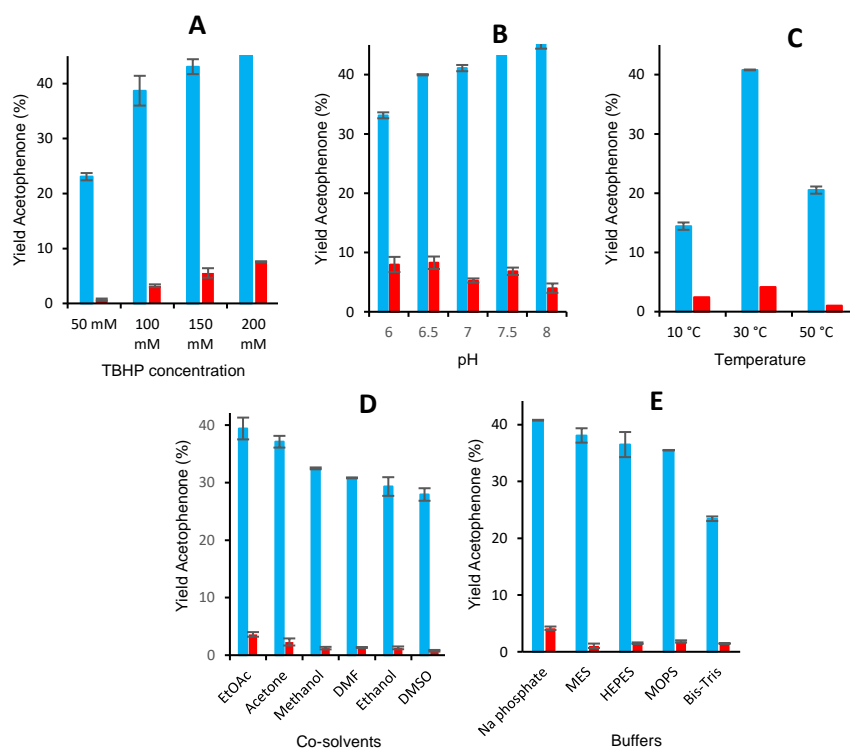 A
Yield Acetophenone (%)
40
30
20
10
0
50 mM
100
mM
150
mM
200
mM
TBHP concentration
B
Yield Acetophenone (%)
40
30
20
10
0
6
6.5
7
7.5
8
pH
C
Yield Acetophenone (%)
40
30
20
10
0
10 °C
30 °C
50 °C
Temperature
D
Yield Acetophenone (%)
40
30
20
10
0
EtOAc
Acetone
Methanol
DMF
Ethanol
DMSO
Co-solvents
E
Yield Acetophenone (%)
40
30
20
10
0
Na phosphate
MES
HEPES
MOPS
Bis-Tris
Buffers